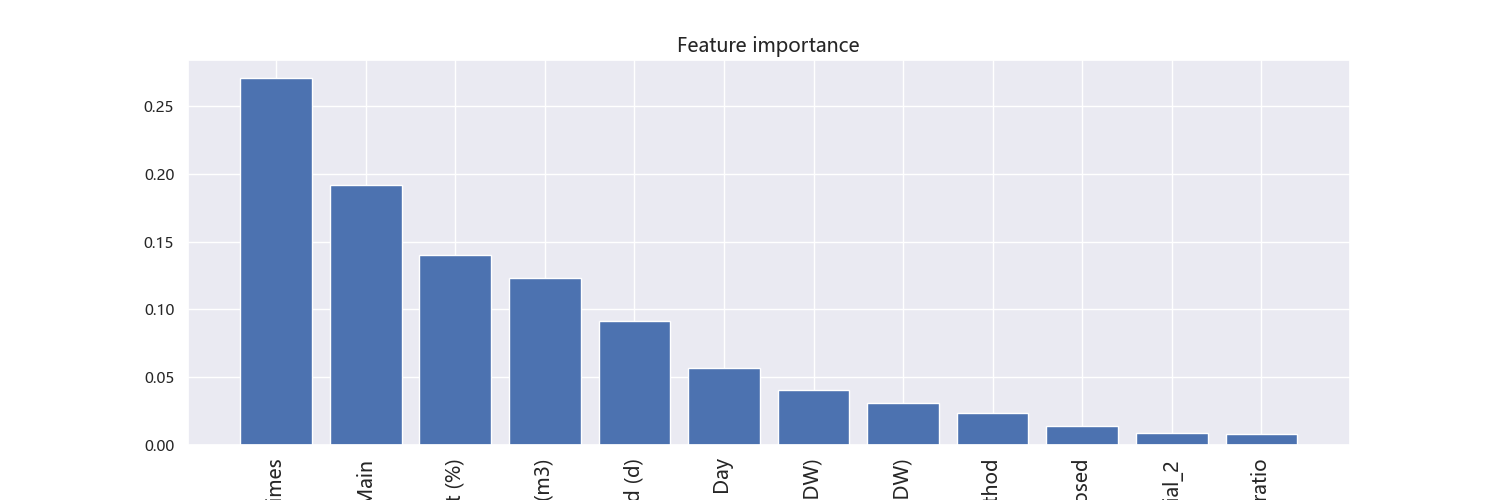 Feature importance
0.25
0.20
0.15
0.10
0.05
0.00
imes
Main
t (%)
(m3)
d (d)
Day
DW)
DW)
thod
osed
ial_2
ratio